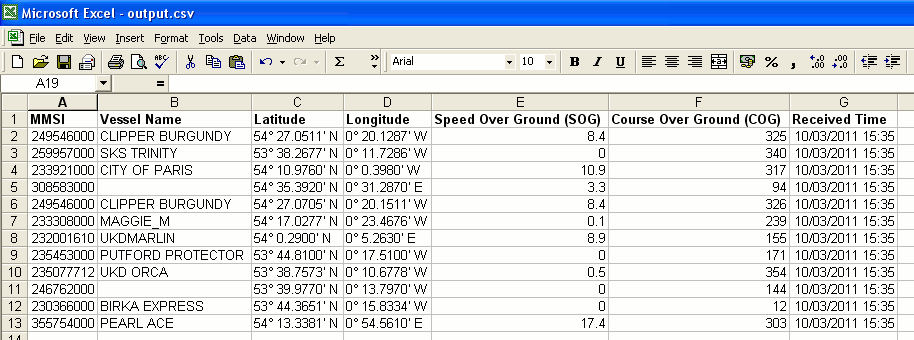 Microsoft Excel - output.csv
File Edit View Insert Format Tools Data Window Help
Arial 10 B I U % ,
A19 =
A B C D E F G
1 MMSI Vessel Name Latitude Longitude Speed Over Ground (SOG) Course Over Ground (COG) Received Time
2 249546000 CLIPPER BURGUNDY 54° 27.0511' N 0° 20.1287' W 8.4 325 10/03/2011 15:35
3 259957000 SKS TRINITY 53° 38.2677' N 0° 11.7286' W 0 340 10/03/2011 15:35
4 233921000 CITY OF PARIS 54° 10.9760' N 0° 0.3980' W 10.9 317 10/03/2011 15:35
5 308583000 54° 35.3920' N 0° 31.2870' E 3.3 94 10/03/2011 15:35
6 249546000 CLIPPER BURGUNDY 54° 27.0705' N 0° 20.1511' W 8.4 326 10/03/2011 15:35
7 233308000 MAGGIE_M 54° 17.0277' N 0° 23.4676' W 0.1 239 10/03/2011 15:35
8 232001610 UKDMARLIN 54° 0.2900' N 0° 5.2630' E 8.9 155 10/03/2011 15:35
9 235453000 PUTFORD PROTECTOR 53° 44.8100' N 0° 17.5100' W 0 171 10/03/2011 15:35
10 235077712 UKD ORCA 53° 38.7573' N 0° 10.6778' W 0.5 354 10/03/2011 15:35
11 246762000 53° 39.9770' N 0° 13.7970' W 0 144 10/03/2011 15:35
12 230366000 BIRKA EXPRESS 53° 44.3651' N 0° 15.8334' W 0 12 10/03/2011 15:35
13 355754000 PEARL ACE 54° 13.3381' N 0° 54.5610' E 17.4 303 10/03/2011 15:35